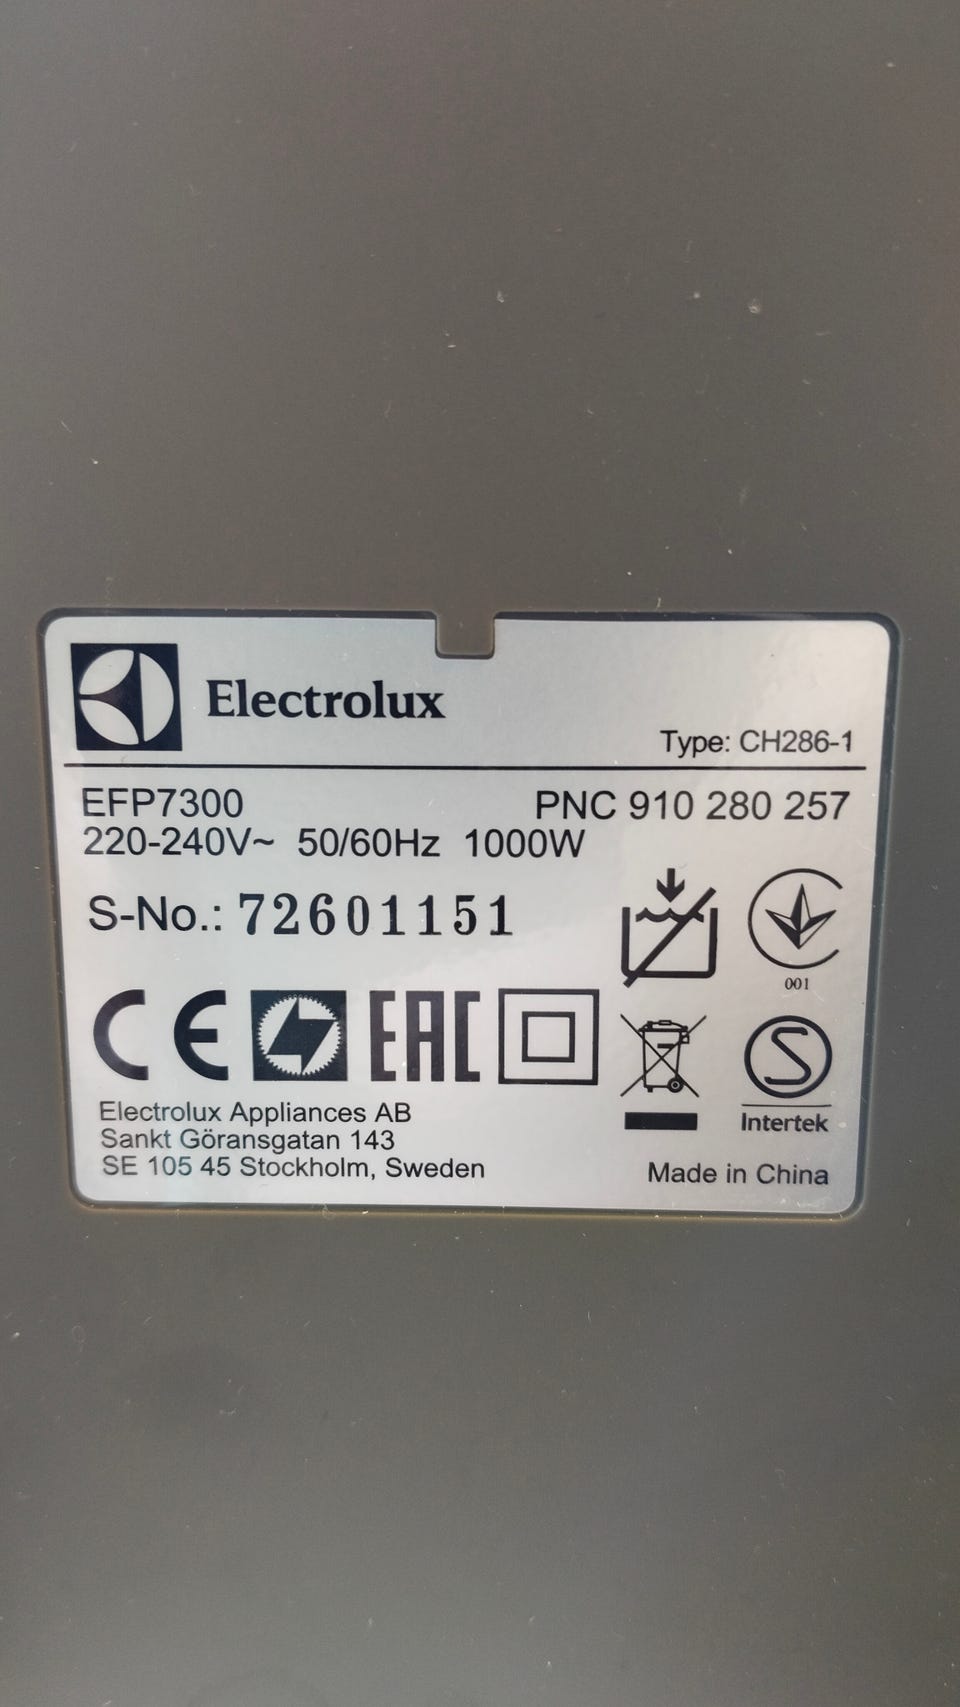 Electrolux
Type: CH286-1
EFP7300 PNC 910 280 257
220-240V~ 50/60Hz 1000W
S-No.: 72601151
001
CE EAC
Intertek
Electrolux Appliances AB
Sankt Göransgatan 143
SE 105 45 Stockholm, Sweden
Made in China